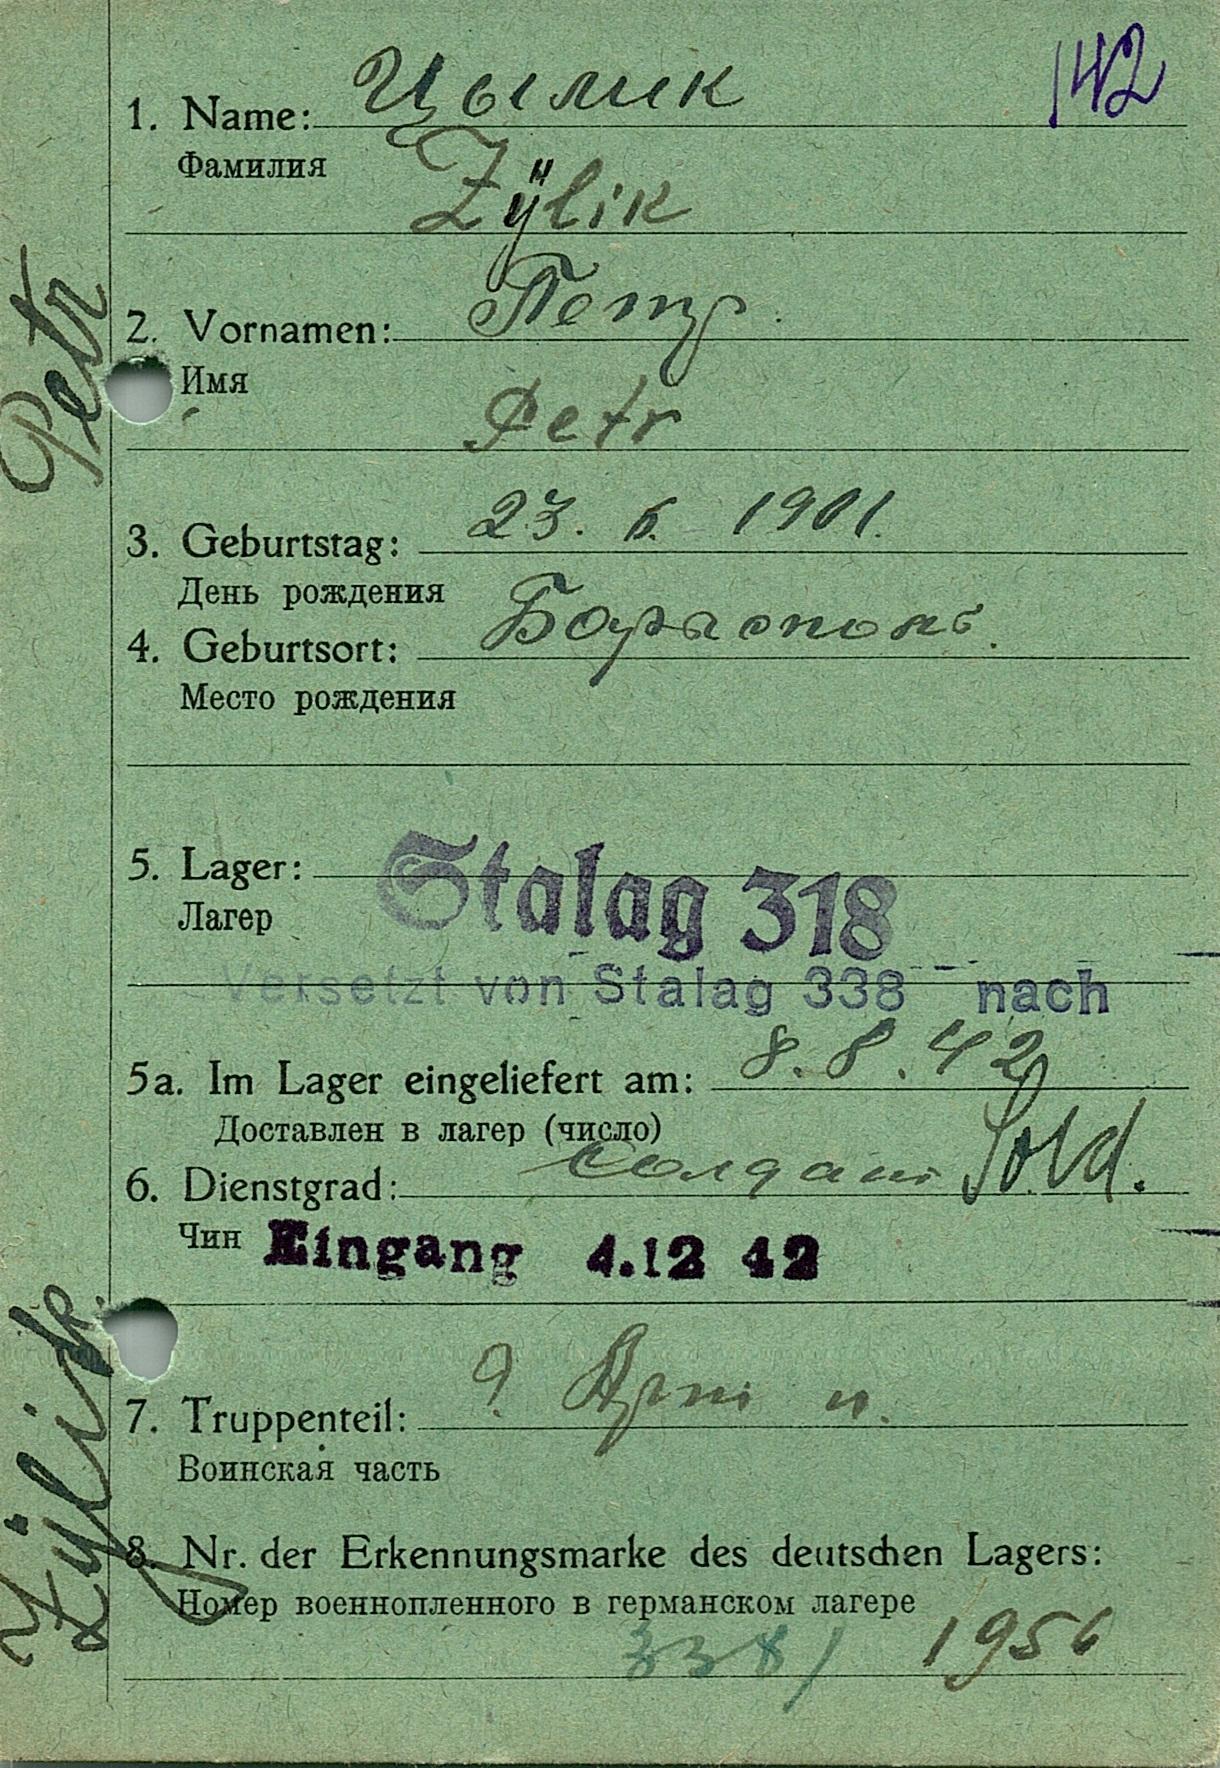 142
1. Name: Цылик
Фамилия
Zÿlik
2. Vornamen: Петр.
Имя
Petr
3. Geburtstag: 23. 6. 1901.
День рождения
4. Geburtsort: Борысполь.
Место рождения
5. Lager: Stalag 318
Лагер
Versetzt von Stalag 338 nach
5a. Im Lager eingeliefert am: 8.8.42
Доставлен в лагер (число)
6. Dienstgrad: солдат Sold.
Чин Eingang 4.12 42
7. Truppenteil:
Воинская часть
8. Nr. der Erkennungsmarke des deutschen Lagers:
Номер военнопленного в германском лагере
338/ 1956
Zÿlik.
Petr